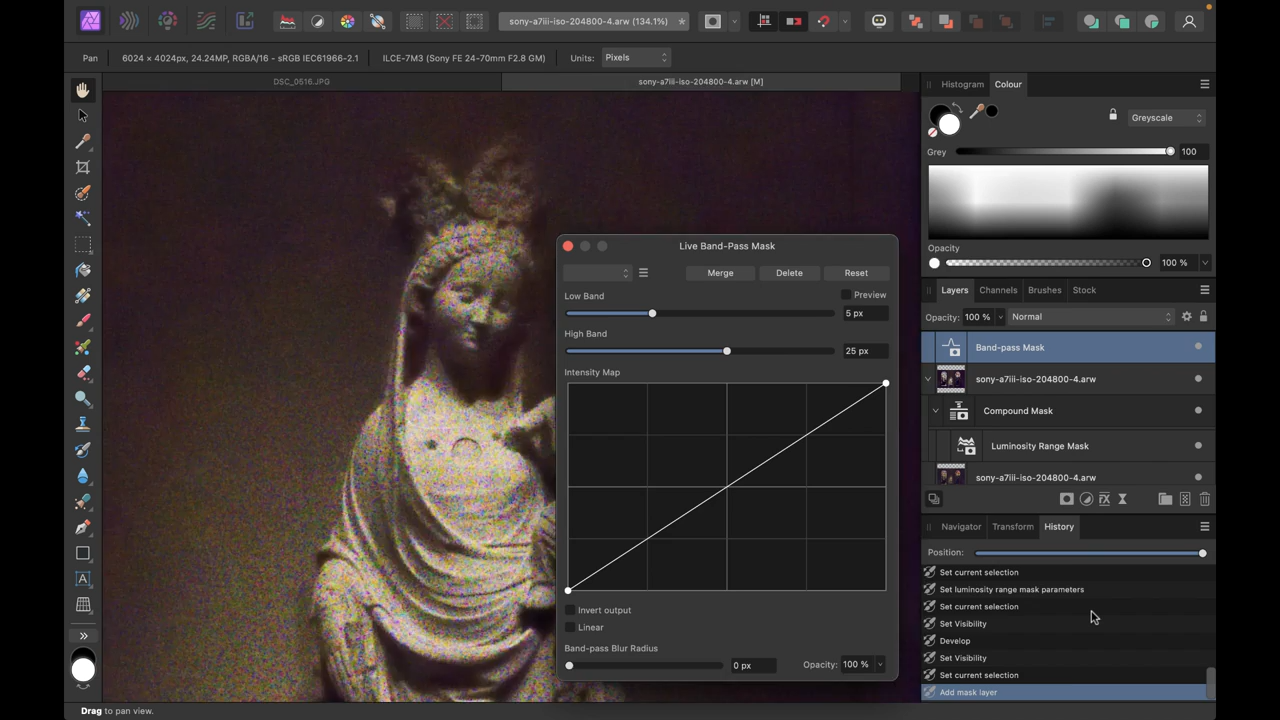 sony-a7iii-iso-204800-4.arw (134.1%)
Pan
6024 × 4024px, 24.24MP, RGBA/16 - sRGB IEC61966-2.1
ILCE-7M3 (Sony FE 24-70mm F2.8 GM)
Units:
Pixels
DSC_0516.JPG
sony-a7iii-iso-204800-4.arw [M]
Histogram
Colour
Greyscale
Grey
100
Opacity
100 %
Layers
Channels
Brushes
Stock
Opacity:
100 %
Normal
Band-pass Mask
sony-a7iii-iso-204800-4.arw
Compound Mask
Luminosity Range Mask
sony-a7iii-iso-204800-4.arw
Live Band-Pass Mask
Merge
Delete
Reset
Low Band
Preview
5 px
High Band
25 px
Intensity Map
Invert output
Linear
Band-pass Blur Radius
0 px
Opacity:
100 %
Navigator
Transform
History
Position:
Set current selection
Set luminosity range mask parameters
Set current selection
Set Visibility
Develop
Set Visibility
Set current selection
Add mask layer
Drag to pan view.